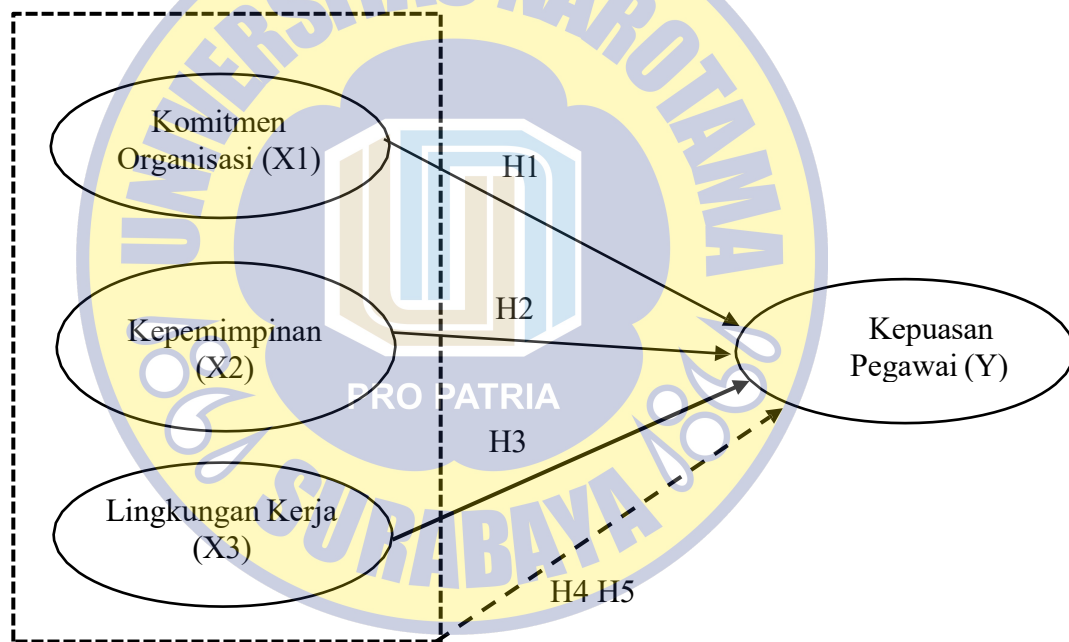 UNIVERSITAS NAROTAMA
Komitmen
Organisasi (X1)
H1
Kepemimpinan
(X2)
H2
Kepuasan
Pegawai (Y)
PRO PATRIA
H3
Lingkungan Kerja
(X3)
SURABAYA
H4 H5